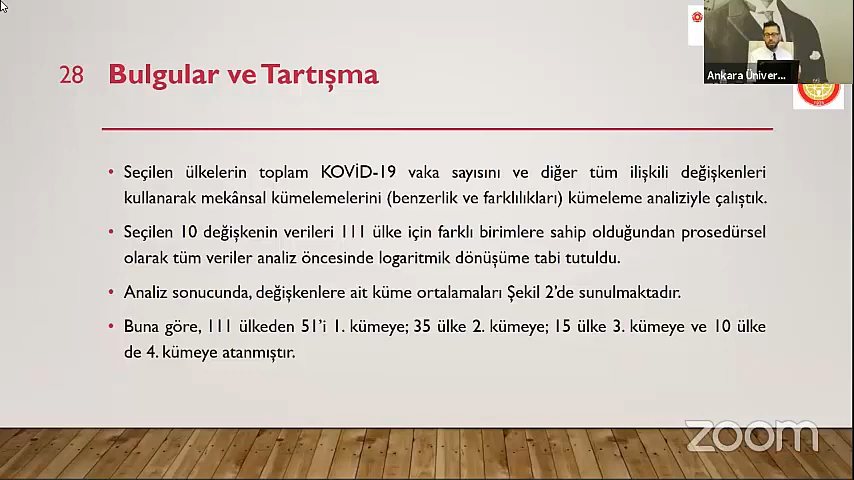 28 Bulgular ve Tartışma
Ankara Üniver...
• Seçilen ülkelerin toplam KOVİD-19 vaka sayısını ve diğer tüm ilişkili değişkenleri
kullanarak mekânsal kümelemelerini (benzerlik ve farklılıkları) kümeleme analiziyle çalıştık.
• Seçilen 10 değişkenin verileri 111 ülke için farklı birimlere sahip olduğundan prosedürsel
olarak tüm veriler analiz öncesinde logaritmik dönüşüme tabi tutuldu.
• Analiz sonucunda, değişkenlere ait küme ortalamaları Şekil 2'de sunulmaktadır.
• Buna göre, 111 ülkeden 51'i 1. kümeye; 35 ülke 2. kümeye; 15 ülke 3. kümeye ve 10 ülke
de 4. kümeye atanmıştır.
zoom